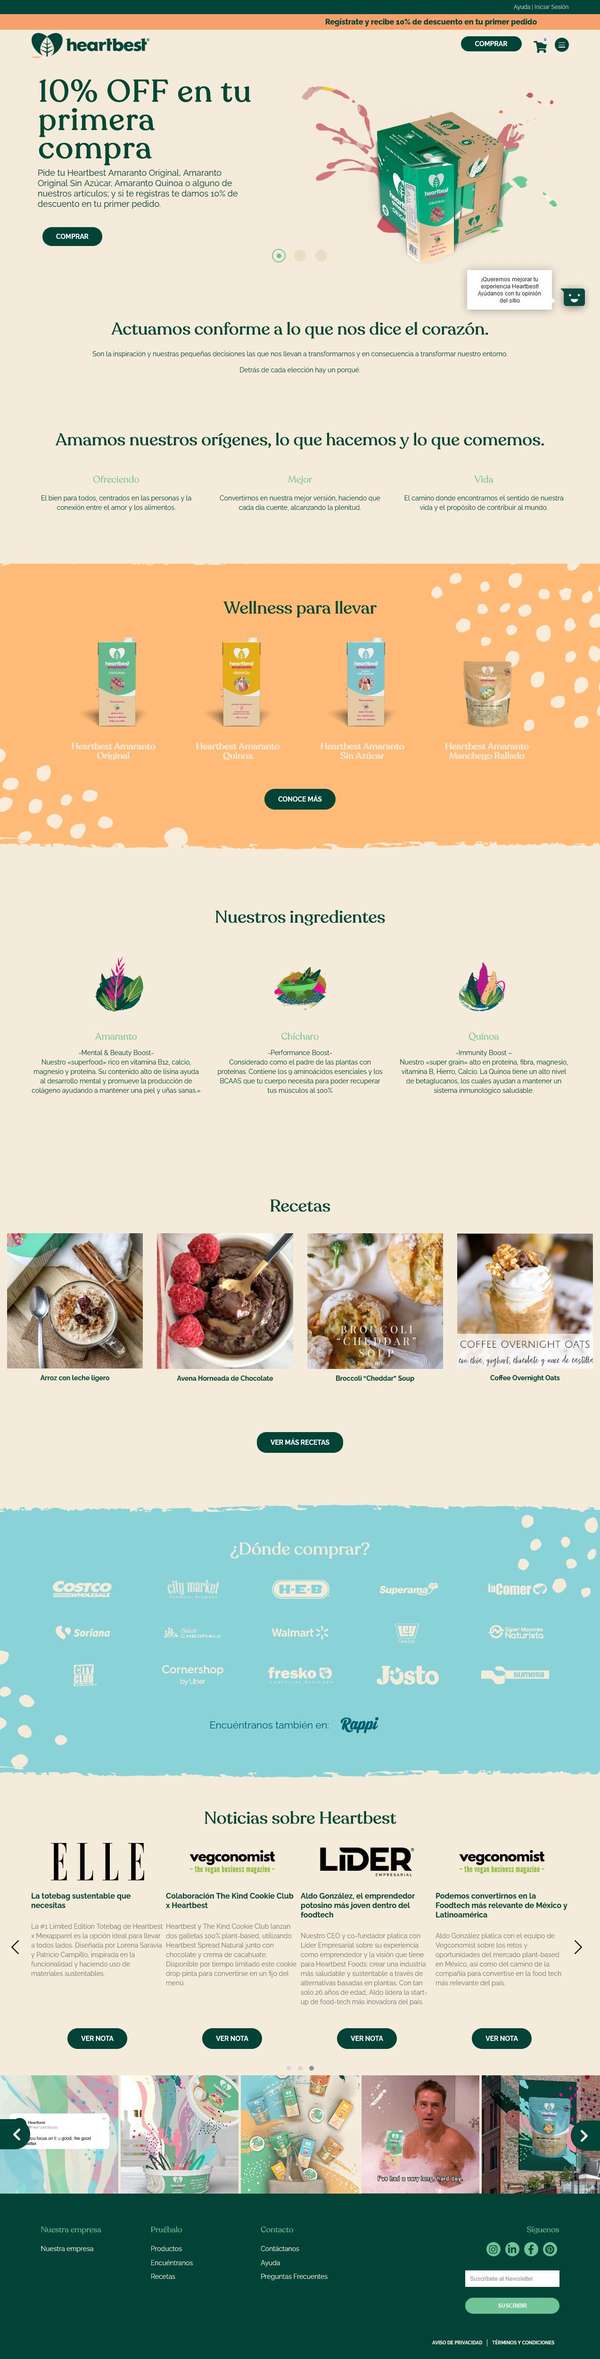 Ayuda | Iniciar Sesión
Regístrate y recibe 10% de descuento en tu primer pedido
heartbest
COMPRAR
10% OFF en tu
primera
compra
Pide tu Heartbest Amaranto Original, Amaranto
Original Sin Azúcar, Amaranto Quinoa o alguno de
nuestros artículos; y si te registras te damos 10% de
descuento en tu primer pedido.
COMPRAR
heartbest
¡Queremos mejorar tu
experiencia Heartbest!
Ayúdanos con tu opinión
del sitio
Actuamos conforme a lo que nos dice el corazón.
Son la inspiración y nuestras pequeñas decisiones las que nos llevan a transformarnos y en consecuencia a transformar nuestro entorno.
Detrás de cada elección hay un porqué.
Amamos nuestros orígenes, lo que hacemos y lo que comemos.
Ofreciendo
El bien para todos, centrados en las personas y la
conexión entre el amor y los alimentos.
Mejor
Convertirnos en nuestra mejor versión, haciendo que
cada día cuente, alcanzando la plenitud.
Vida
El camino donde encontramos el sentido de nuestra
vida y el propósito de contribuir al mundo.
Wellness para llevar
heartbest
heartbest
heartbest
Heartbest Amaranto
Original
Heartbest Amaranto
Quinoa
Heartbest Amaranto
Sin Azúcar
Heartbest Amaranto
Manchego Rallado
CONOCE MÁS
Nuestros ingredientes
Amaranto
-Mental & Beauty Boost-
Nuestro «superfood» rico en vitamina B12, calcio,
magnesio y proteína. Su contenido alto de lisina ayuda
al desarrollo mental y promueve la producción de
colágeno ayudando a mantener una piel y uñas sanas.»
Chícharo
-Performance Boost-
Considerado como el padre de las plantas con
proteínas. Contiene los 9 aminoácidos esenciales y los
BCAAS que tu cuerpo necesita para poder recuperar
tus músculos al 100%.
Quinoa
-Immunity Boost –
Nuestro «super grain» alto en proteína, fibra, magnesio,
vitamina B, Hierro, Calcio. La Quinoa tiene un alto nivel
de betaglucanos, los cuales ayudan a mantener un
sistema inmunológico saludable.
Recetas
BROCCOLI
"CHEDDAR"
SOUP
COFFEE OVERNIGHT OATS
con chía, yoghurt, chocolate y nuez de castilla
Arroz con leche ligero
Avena Horneada de Chocolate
Broccoli "Cheddar" Soup
Coffee Overnight Oats
VER MÁS RECETAS
¿Dónde comprar?
COSTCO
WHOLESALE
city market
H-E-B
Superama
la Comer
Soriana
Walmart
LEY
Naturista
CITY
CLUB
Cornershop
by Uber
fresko
Jüsto
Encuéntranos también en:
Rappi
Noticias sobre Heartbest
ELLE
La totebag sustentable que
necesitas
La #1 Limited Edition Totebag de Heartbest
x Mexapparel es la opción ideal para llevar
a todos lados. Diseñada por Lorena Saravia
y Patricio Campillo, inspirada en la
funcionalidad y haciendo uso de
materiales sustentables.
VER NOTA
vegconomist
- the vegan business magazine -
Colaboración The Kind Cookie Club
x Heartbest
Heartbest y The Kind Cookie Club lanzan
dos galletas 100% plant-based, utilizando
Heartbest Spread Natural junto con
chocolate y crema de cacahuate.
Disponible por tiempo limitado este cookie
drop pinta para convertirse en un fijo del
menú.
VER NOTA
LíDER
EMPRESARIAL
Aldo González, el emprendedor
potosino más joven dentro del
foodtech
Nuestro CEO y co-fundador platica con
Líder Empresarial sobre su experiencia
como emprendedor y la visión que tiene
para Heartbest Foods: crear una industria
más saludable y sustentable a través de
alternativas basadas en plantas. Con tan
solo 26 años de edad, Aldo lidera la start-
up de food-tech más inovadora del país.
VER NOTA
vegconomist
- the vegan business magazine -
Podemos convertirnos en la
Foodtech más relevante de México y
Latinoamérica
Aldo González platica con el equipo de
Vegconomist sobre los retos y
oportunidades del mercado plant-based
en México, así como del camino de la
compañía para convertise en la food tech
más relevante del país.
VER NOTA
I've had a very long, hard day.
Nuestra empresa
Nuestra empresa
Pruébalo
Productos
Encuéntranos
Recetas
Contacto
Contáctanos
Ayuda
Preguntas Frecuentes
Síguenos
Suscríbete al Newsletter
SUSCRIBIR
AVISO DE PRIVACIDAD | TÉRMINOS Y CONDICIONES